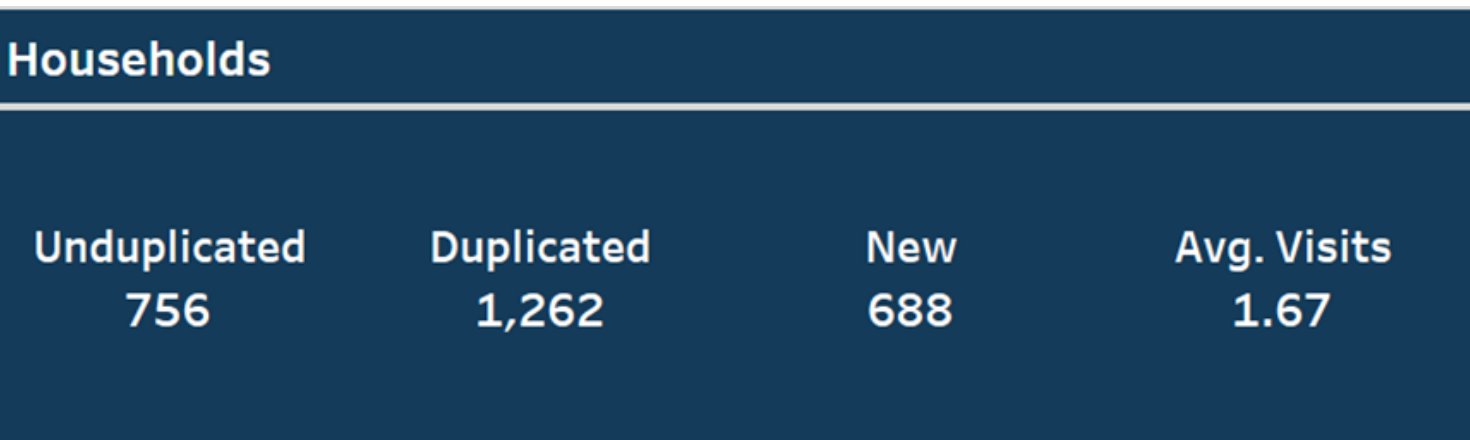 Households
Unduplicated Duplicated New Avg. Visits
756 1,262 688 1.67